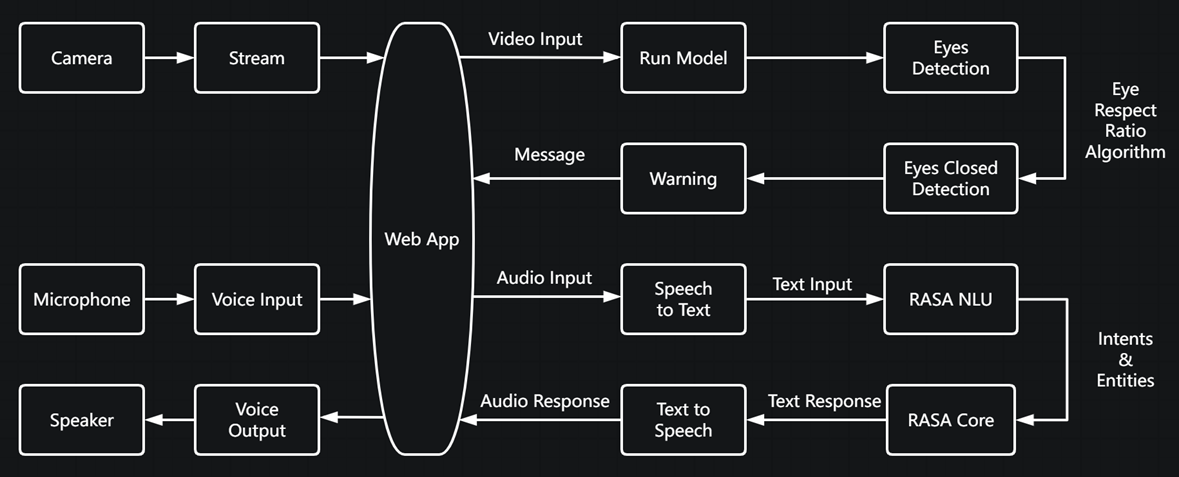 Camera
Stream
Video Input
Run Model
Eyes
Detection
Eye
Respect
Ratio
Algorithm
Message
Warning
Eyes Closed
Detection
Web App
Microphone
Voice Input
Audio Input
Speech
to Text
Text Input
RASA NLU
Intents
&
Entities
Speaker
Voice
Output
Audio Response
Text to
Speech
Text Response
RASA Core